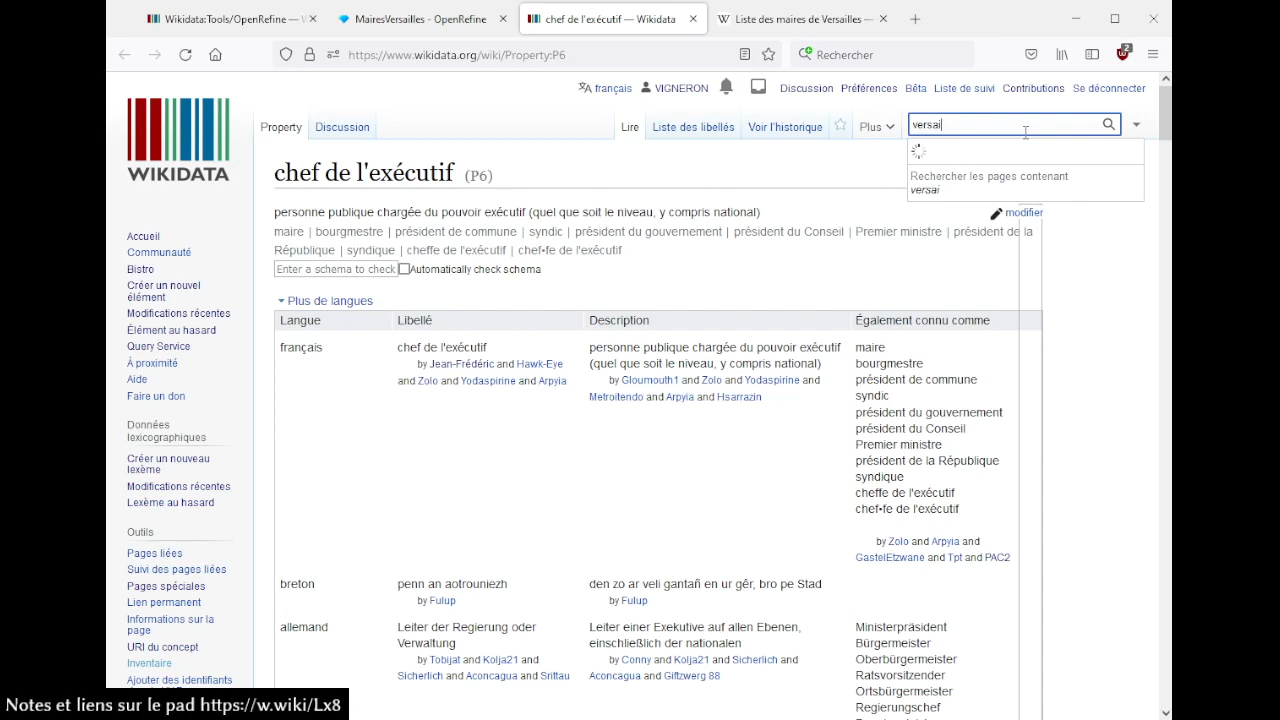 Wikidata:Tools/OpenRefine — W
MairesVersailles - OpenRefine
chef de l'exécutif — Wikidata
Liste des maires de Versailles —
https://www.wikidata.org/wiki/Property:P6
Rechercher
2
français
VIGNERON
Discussion
Préférences
Bêta
Liste de suivi
Contributions
Se déconnecter
Property
Discussion
Lire
Liste des libellés
Voir l'historique
Plus
versai
Rechercher les pages contenant
versai
WIKIDATA
Accueil
Communauté
Bistro
Créer un nouvel
élément
Modifications récentes
Élément au hasard
Query Service
À proximité
Aide
Faire un don
Données
lexicographiques
Créer un nouveau
lexème
Modifications récentes
Lexème au hasard
Outils
Pages liées
Suivi des pages liées
Pages spéciales
Lien permanent
Informations sur la
page
URI du concept
Inventaire
Ajouter des identifiants
chef de l'exécutif (P6)
personne publique chargée du pouvoir exécutif (quel que soit le niveau, y compris national)
modifier
maire | bourgmestre | président de commune | syndic | président du gouvernement | président du Conseil | Premier ministre | président de la
République | syndique | cheffe de l'exécutif | chef•fe de l'exécutif
Enter a schema to check
Automatically check schema
Plus de langues
Langue
Libellé
Description
Également connu comme
français
chef de l'exécutif
by Jean-Frédéric and Hawk-Eye
and Zolo and Yodaspirine and Arpyia
personne publique chargée du pouvoir exécutif
(quel que soit le niveau, y compris national)
by Gloumouth1 and Zolo and Yodaspirine and
Metroitendo and Arpyia and Hsarrazin
maire
bourgmestre
président de commune
syndic
président du gouvernement
président du Conseil
Premier ministre
président de la République
syndique
cheffe de l'exécutif
chef•fe de l'exécutif
by Zolo and Arpyia and
GastelEtzwane and Tpt and PAC2
breton
penn an aotrouniezh
by Fulup
den zo ar veli gantañ en ur gêr, bro pe Stad
by Fulup
allemand
Leiter der Regierung oder
Verwaltung
by Tobijat and Kolja21 and
Sicherlich and Aconcagua and Srittau
Leiter einer Exekutive auf allen Ebenen,
einschließlich der nationalen
by Conny and Kolja21 and Sicherlich and
Aconcagua and Giftzwerg 88
Ministerpräsident
Bürgermeister
Oberbürgermeister
Ratsvorsitzender
Ortsbürgermeister
Regierungschef
Notes et liens sur le pad https://w.wiki/Lx8